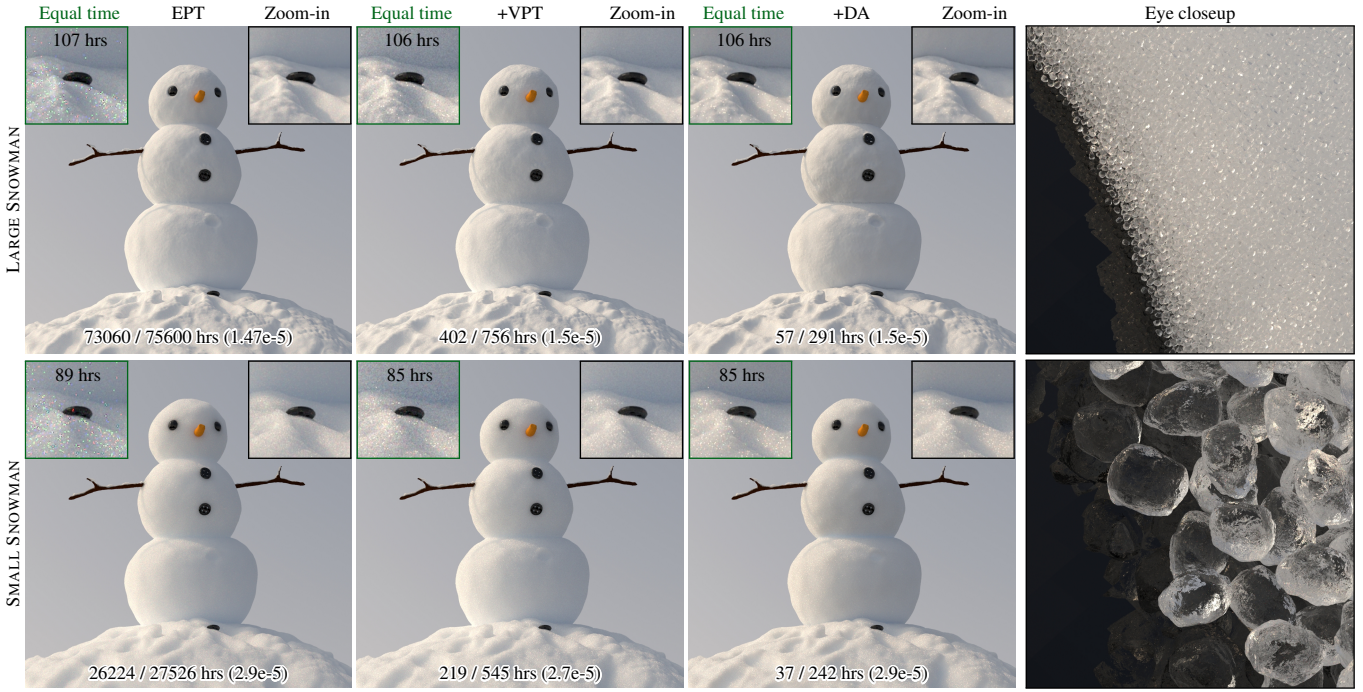 Equal time EPT Zoom-in Equal time +VPT Zoom-in Equal time +DA Zoom-in Eye closeup
LARGE SNOWMAN
107 hrs
106 hrs
106 hrs
73060 / 75600 hrs (1.47e-5)
402 / 756 hrs (1.5e-5)
57 / 291 hrs (1.5e-5)
SMALL SNOWMAN
89 hrs
85 hrs
85 hrs
26224 / 27526 hrs (2.9e-5)
219 / 545 hrs (2.7e-5)
37 / 242 hrs (2.9e-5)